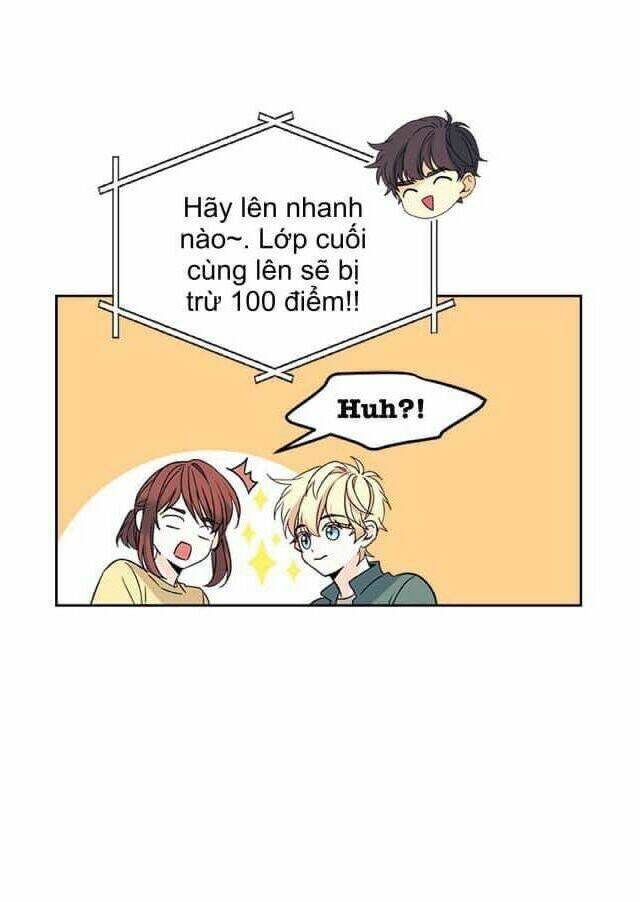 Hãy lên nhanh
nào~. Lớp cuối
cùng lên sẽ bị
trừ 100 điểm!!
Huh?!